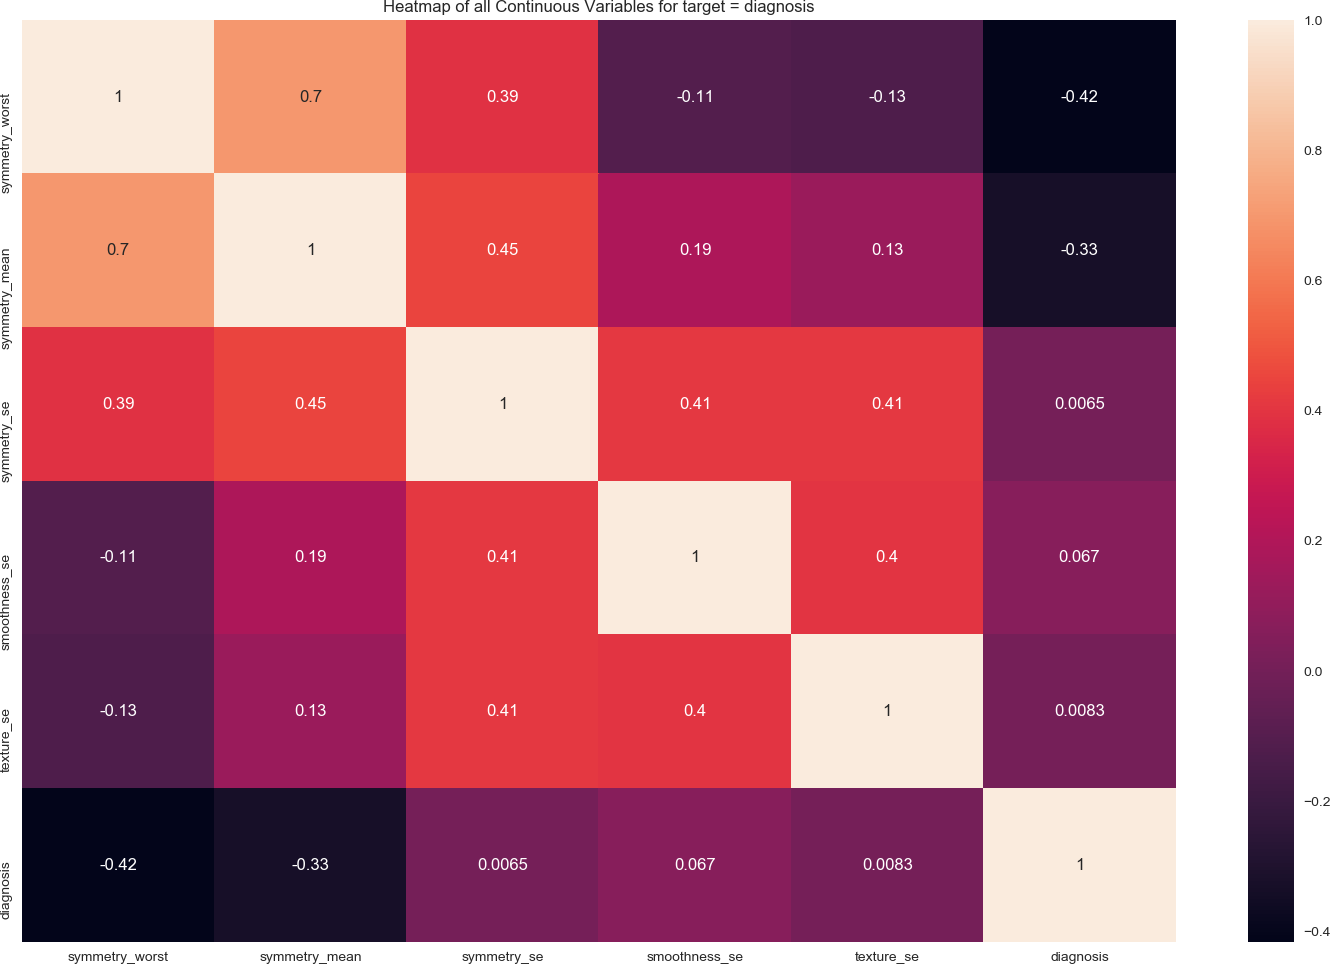 Heatmap of all Continuous Variables for target = diagnosis
symmetry_worst
1 0.7 0.39 -0.11 -0.13 -0.42
symmetry_mean
0.7 1 0.45 0.19 0.13 -0.33
symmetry_se
0.39 0.45 1 0.41 0.41 0.0065
smoothness_se
-0.11 0.19 0.41 1 0.4 0.067
texture_se
-0.13 0.13 0.41 0.4 1 0.0083
diagnosis
-0.42 -0.33 0.0065 0.067 0.0083 1
symmetry_worst symmetry_mean symmetry_se smoothness_se texture_se diagnosis
1.0
0.8
0.6
0.4
0.2
0.0
−0.2
−0.4